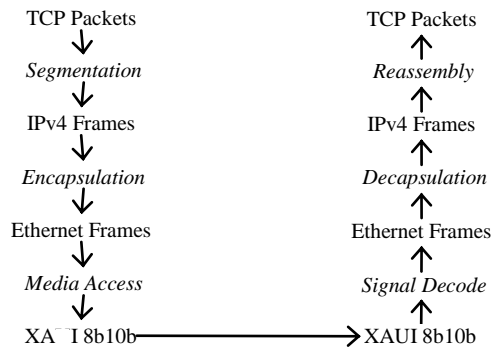 TCP Packets
Segmentation
IPv4 Frames
Encapsulation
Ethernet Frames
Media Access
8b10b
TCP Packets
Reassembly
IPv4 Frames
Decapsulation
Ethernet Frames
Signal Decode
XAUI 8b10b